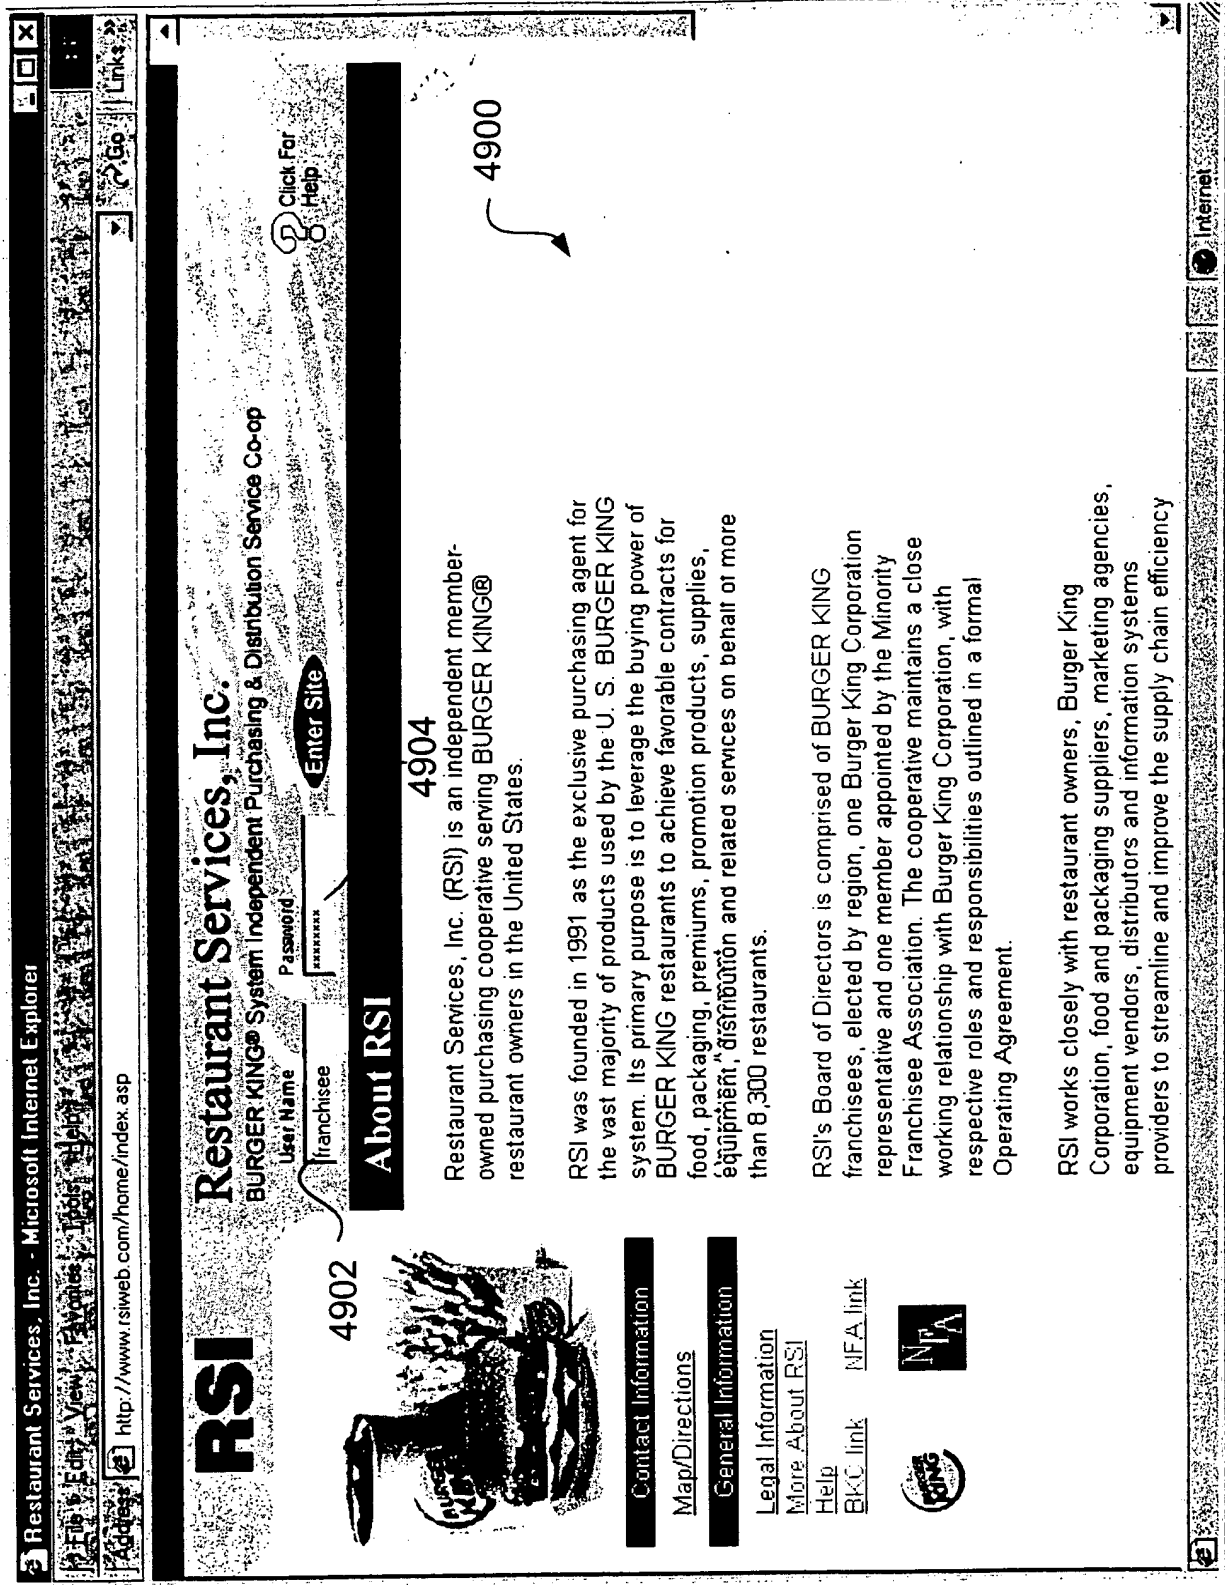 Restaurant Services, Inc. - Microsoft Internet Explorer
File Edit View Favorites Tools Help
Address http://www.rsiweb.com/home/index.asp Go Links »
RSI
Restaurant Services, Inc.
BURGER KING® System Independent Purchasing & Distribution Service Co-op
User Name Password
franchisee xxxxxxxx Enter Site
Click For
Help
4902
4904
4900
About RSI
Restaurant Services, Inc. (RSI) is an independent member-
owned purchasing cooperative serving BURGER KING®
restaurant owners in the United States.
RSI was founded in 1991 as the exclusive purchasing agent for
the vast majority of products used by the U. S. BURGER KING
system. Its primary purpose is to leverage the buying power of
BURGER KING restaurants to achieve favorable contracts for
food, packaging, premiums, promotion products, supplies,
equipment, distribution and related services on behalf of more
than 8,300 restaurants.
RSI's Board of Directors is comprised of BURGER KING
franchisees, elected by region, one Burger King Corporation
representative and one member appointed by the Minority
Franchisee Association. The cooperative maintains a close
working relationship with Burger King Corporation, with
respective roles and responsibilities outlined in a formal
Operating Agreement.
RSI works closely with restaurant owners, Burger King
Corporation, food and packaging suppliers, marketing agencies,
equipment vendors, distributors and information systems
providers to streamline and improve the supply chain efficiency
Contact Information
Map/Directions
General Information
Legal Information
More About RSI
Help
BKC link NFA link
BURGER
KING
NFA
Internet